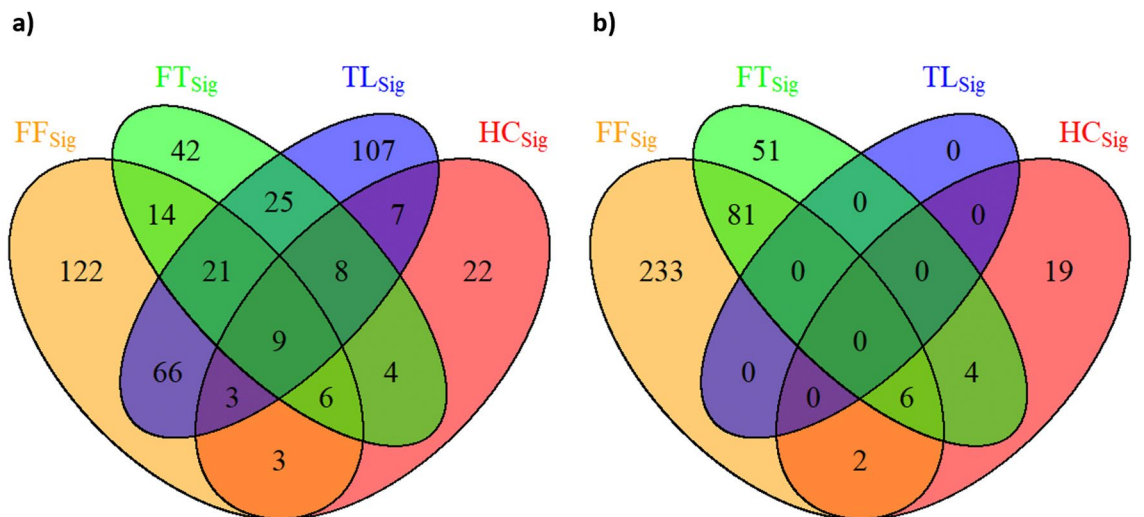 a) b)
FT_Sig TL_Sig FT_Sig TL_Sig
FF_Sig HC_Sig FF_Sig HC_Sig
42 107 51 0
14 25 7 81 0 0
122 21 8 22 233 0 0 19
9 0
66 3 6 4 0 0 6 4
3 2